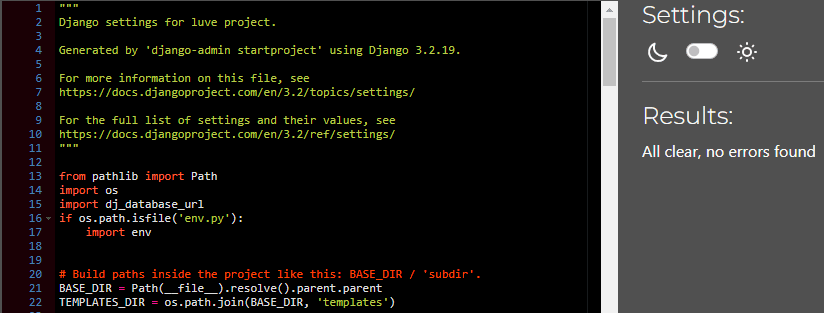 1 """
2 Django settings for luve project.
3
4 Generated by 'django-admin startproject' using Django 3.2.19.
5
6 For more information on this file, see
7 https://docs.djangoproject.com/en/3.2/topics/settings/
8
9 For the full list of settings and their values, see
10 https://docs.djangoproject.com/en/3.2/ref/settings/
11 """
12
13 from pathlib import Path
14 import os
15 import dj_database_url
16 if os.path.isfile('env.py'):
17     import env
18
19
20 # Build paths inside the project like this: BASE_DIR / 'subdir'.
21 BASE_DIR = Path(__file__).resolve().parent.parent
22 TEMPLATES_DIR = os.path.join(BASE_DIR, 'templates')
Settings:
Results:
All clear, no errors found